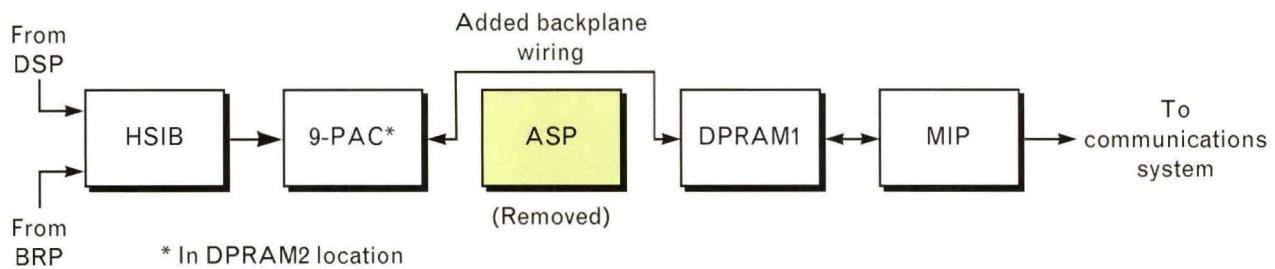 From
DSP
Added backplane
wiring
HSIB
9-PAC*
ASP
DPRAM1
MIP
To
communications
system
(Removed)
From
BRP
* In DPRAM2 location